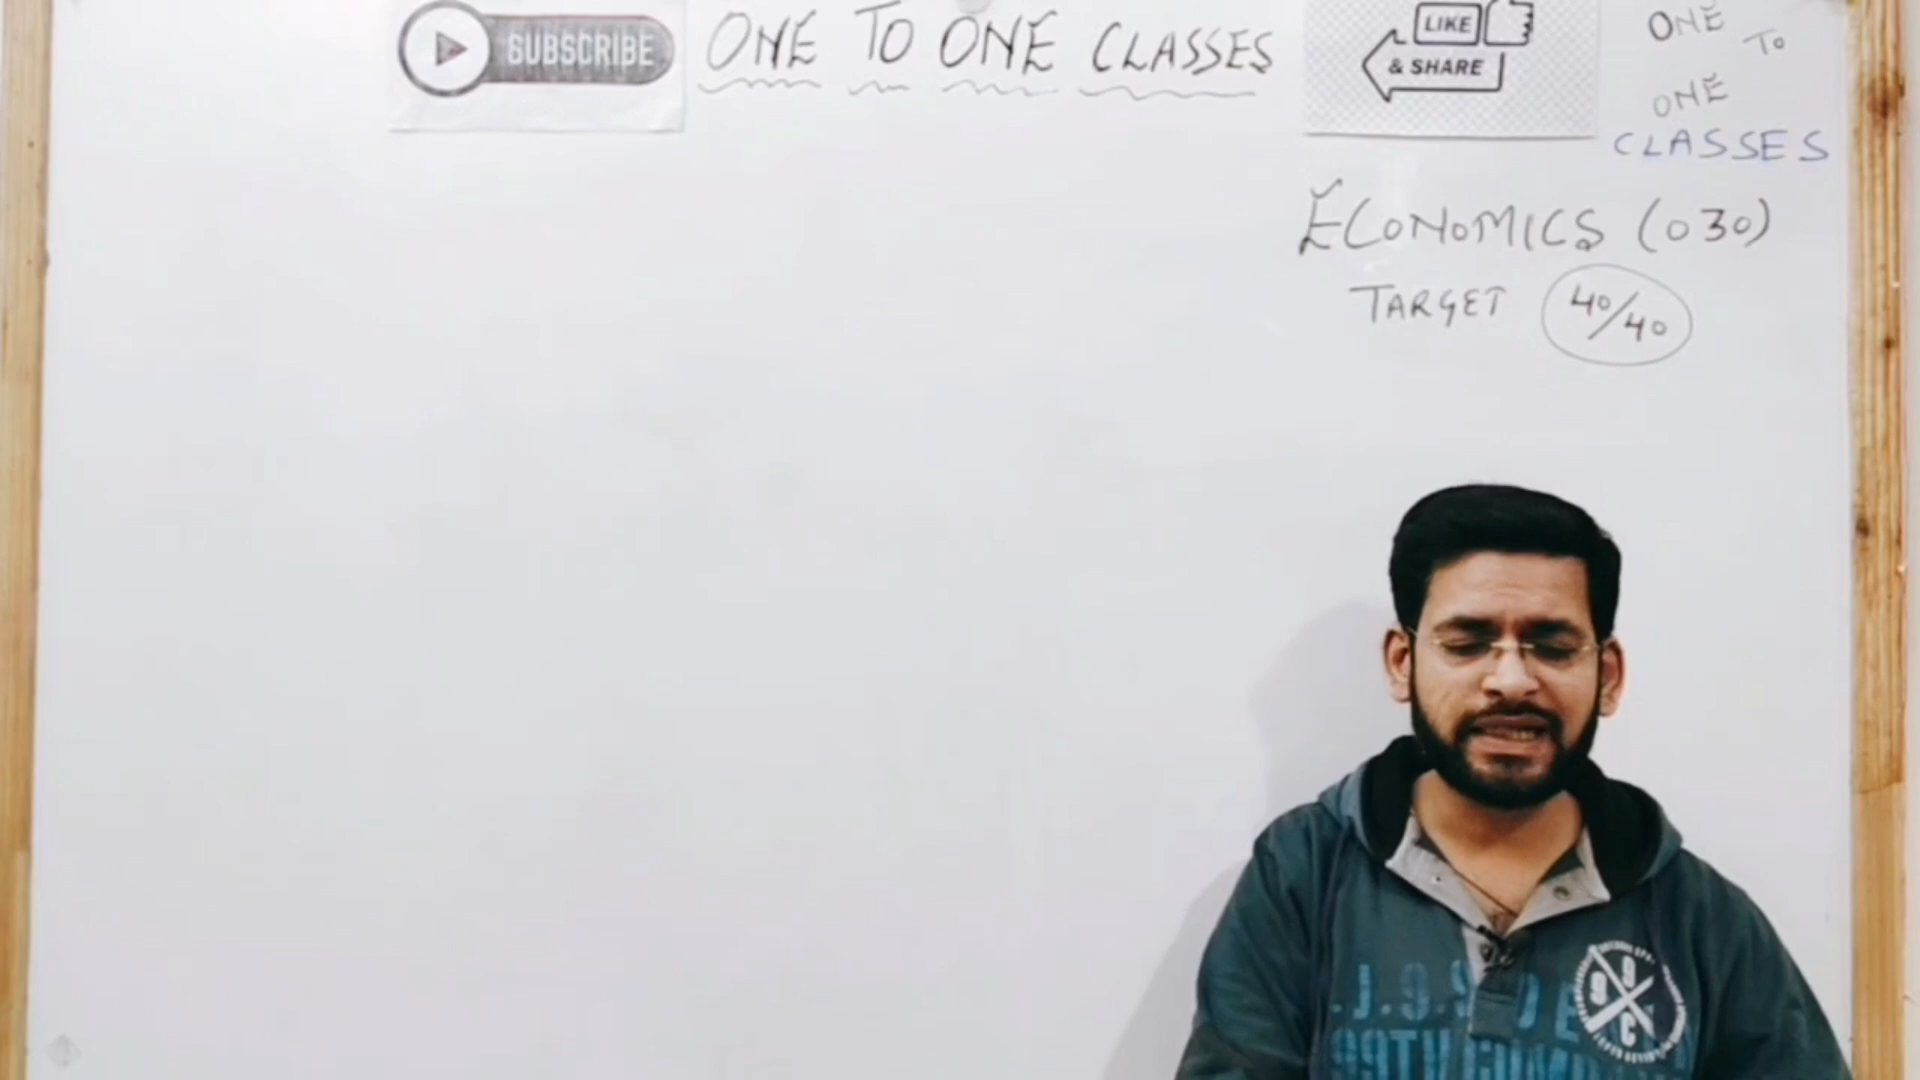 SUBSCRIBE
ONE TO ONE CLASSES
LIKE
& SHARE
ONE TO
ONE
CLASSES
ECONOMICS (030)
TARGET 40/40